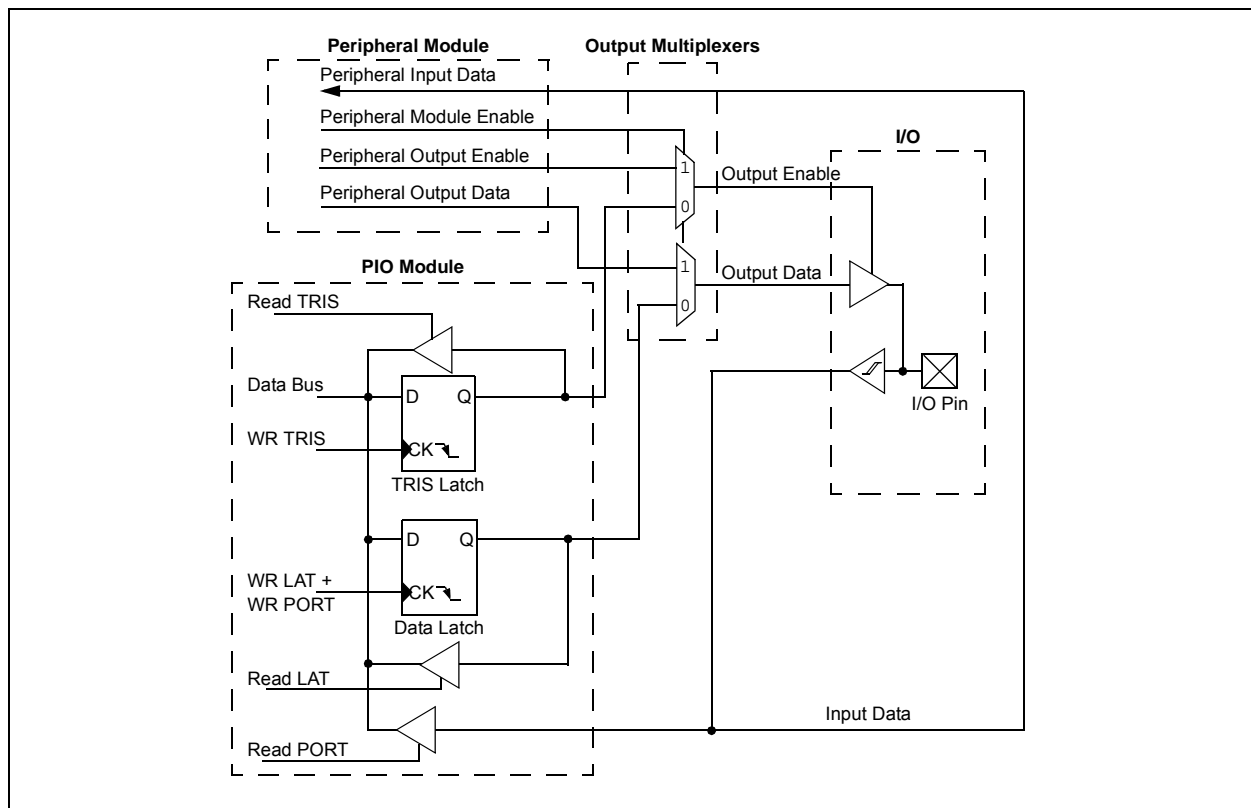 Peripheral Module
Output Multiplexers
Peripheral Input Data
Peripheral Module Enable
Peripheral Output Enable
Peripheral Output Data
1
0
Output Enable
I/O
1
0
Output Data
I/O Pin
PIO Module
Read TRIS
Data Bus
D Q
WR TRIS
CK
TRIS Latch
D Q
WR LAT +
WR PORT
CK
Data Latch
Read LAT
Input Data
Read PORT